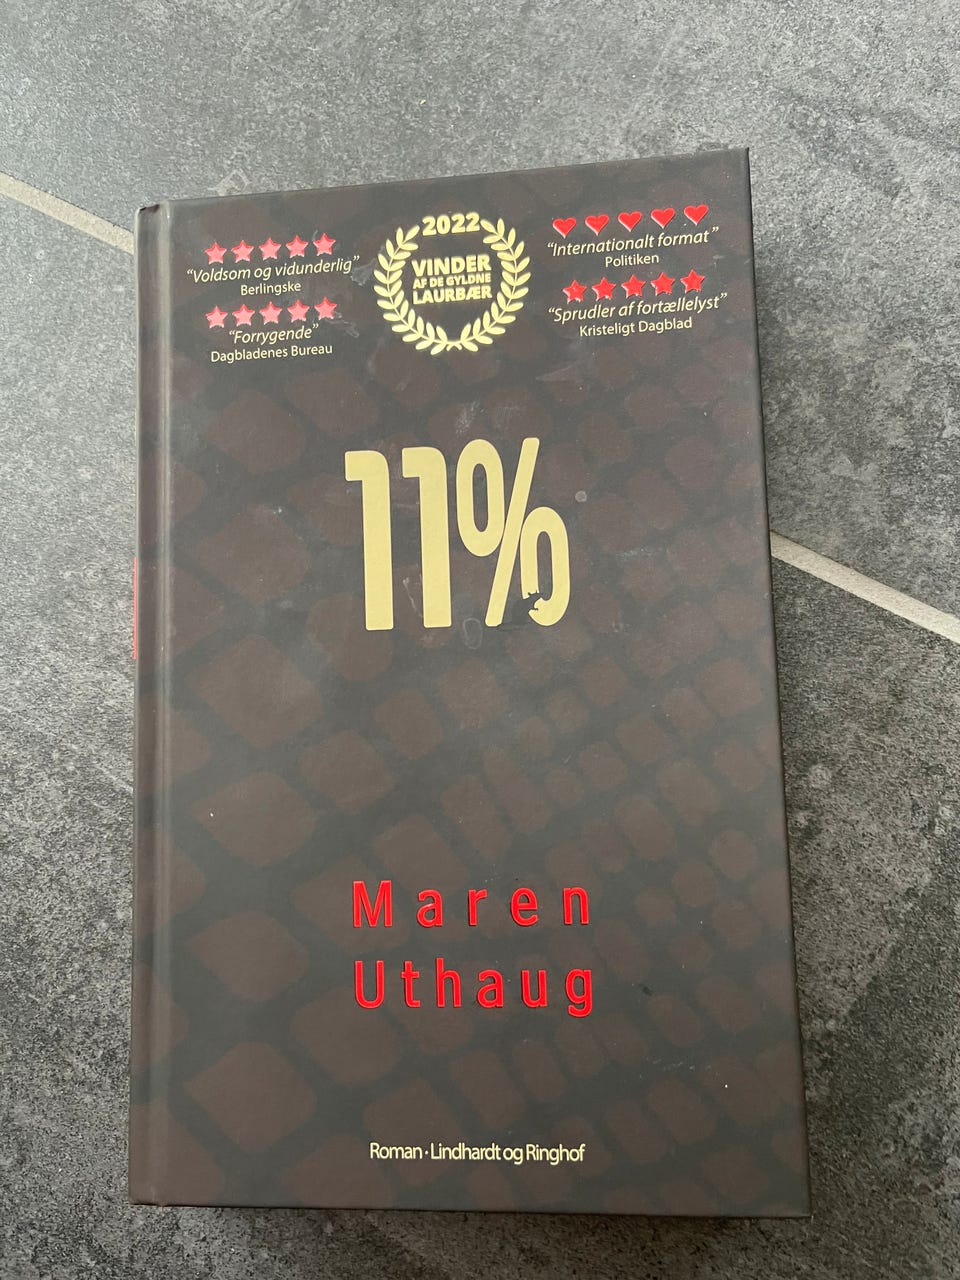 "Voldsom og vidunderlig"
Berlingske
"Forrygende"
Dagbladenes Bureau
2022
VINDER
AF DE GYLDNE
LAURBÆR
"Internationalt format"
Politiken
"Sprudler af fortællelyst"
Kristeligt Dagblad
11%
Maren
Uthaug
Roman · Lindhardt og Ringhof